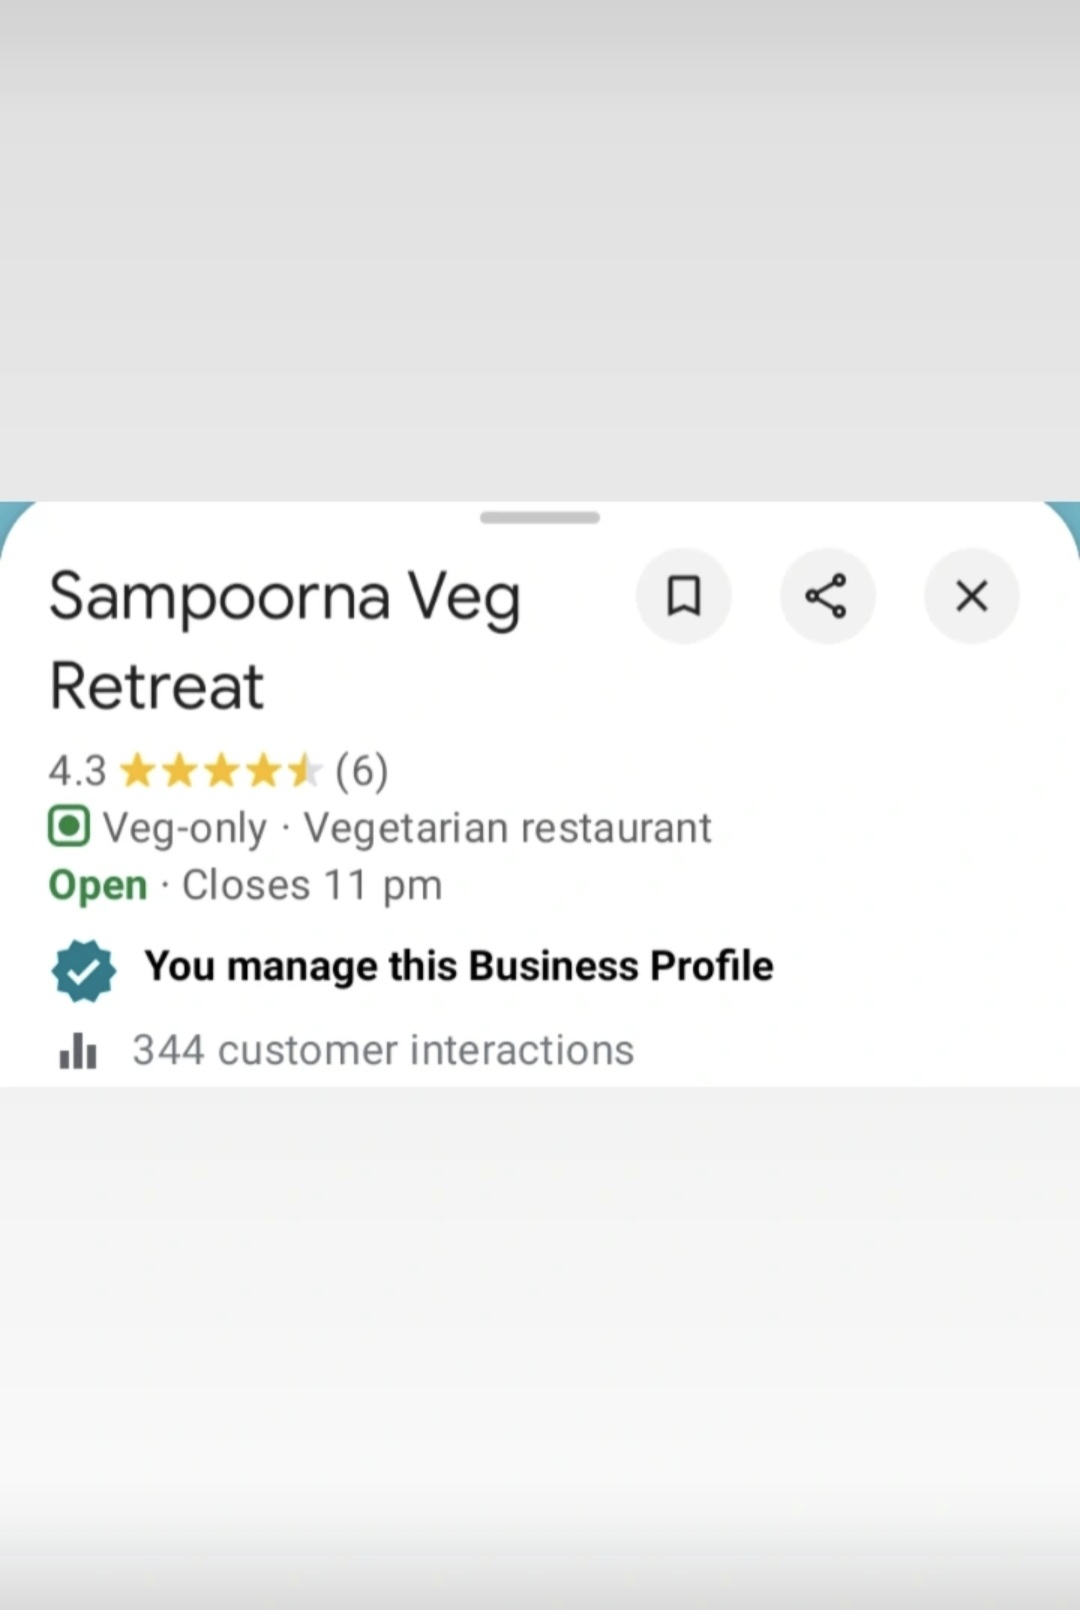 Sampoorna Veg
Retreat
4.3 (6)
Veg-only · Vegetarian restaurant
Open · Closes 11 pm
You manage this Business Profile
344 customer interactions